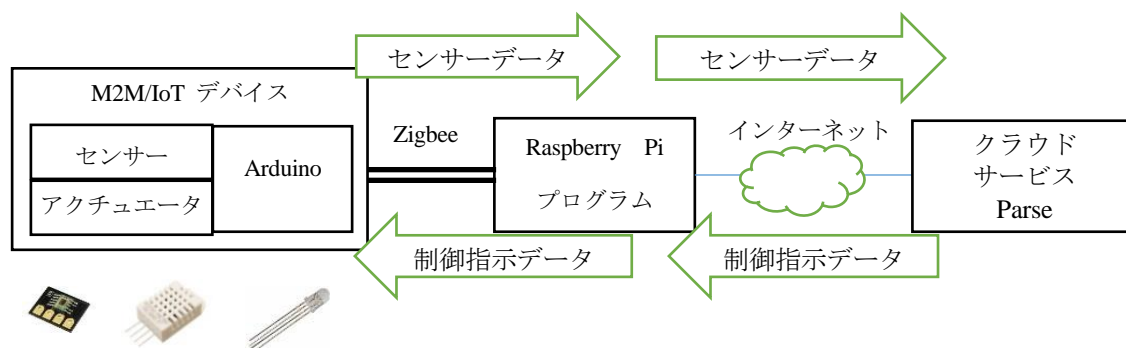 センサーデータ
センサーデータ
M2M/IoT デバイス
センサー
アクチュエータ
Arduino
Zigbee
Raspberry Pi
プログラム
インターネット
クラウド
サービス
Parse
制御指示データ
制御指示データ